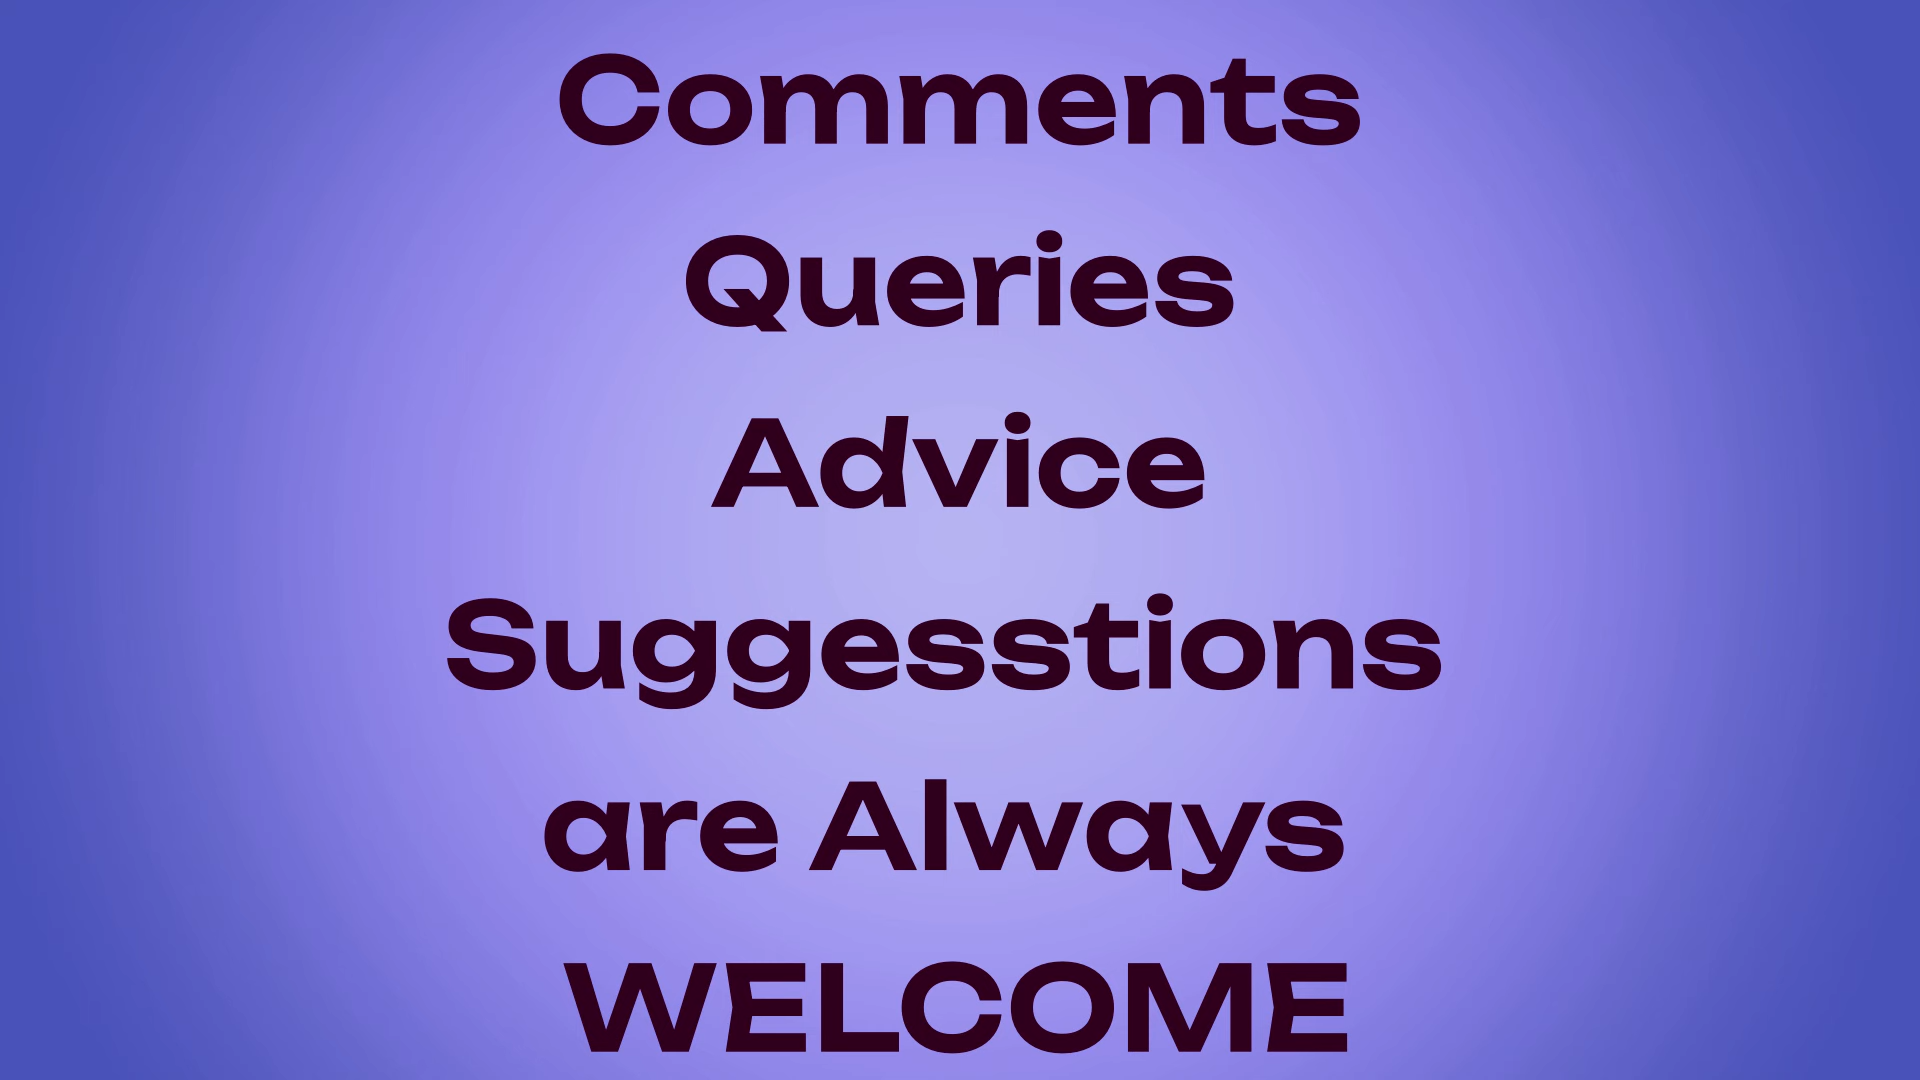 Comments
Queries
Advice
Suggesstions
are Always
WELCOME